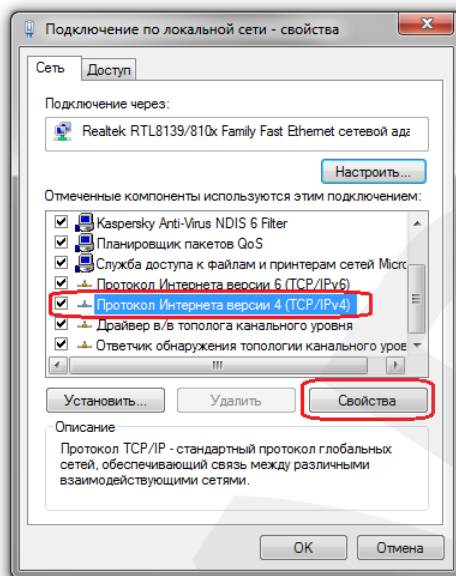 Подключение по локальной сети - свойства
Сеть
Доступ
Подключение через:
Realtek RTL8139/810x Family Fast Ethernet сетевой ада
Настроить...
Отмеченные компоненты используются этим подключением:
Kaspersky Anti-Virus NDIS 6 Filter
Планировщик пакетов QoS
Служба доступа к файлам и принтерам сетей Micro
Протокол Интернета версии 6 (TCP/IPv6)
Протокол Интернета версии 4 (TCP/IPv4)
Драйвер в/в тополога канального уровня
Ответчик обнаружения топологии канального уров
Установить...
Удалить
Свойства
Описание
Протокол TCP/IP - стандартный протокол глобальных
сетей, обеспечивающий связь между различными
взаимодействующими сетями.
ОК
Отмена